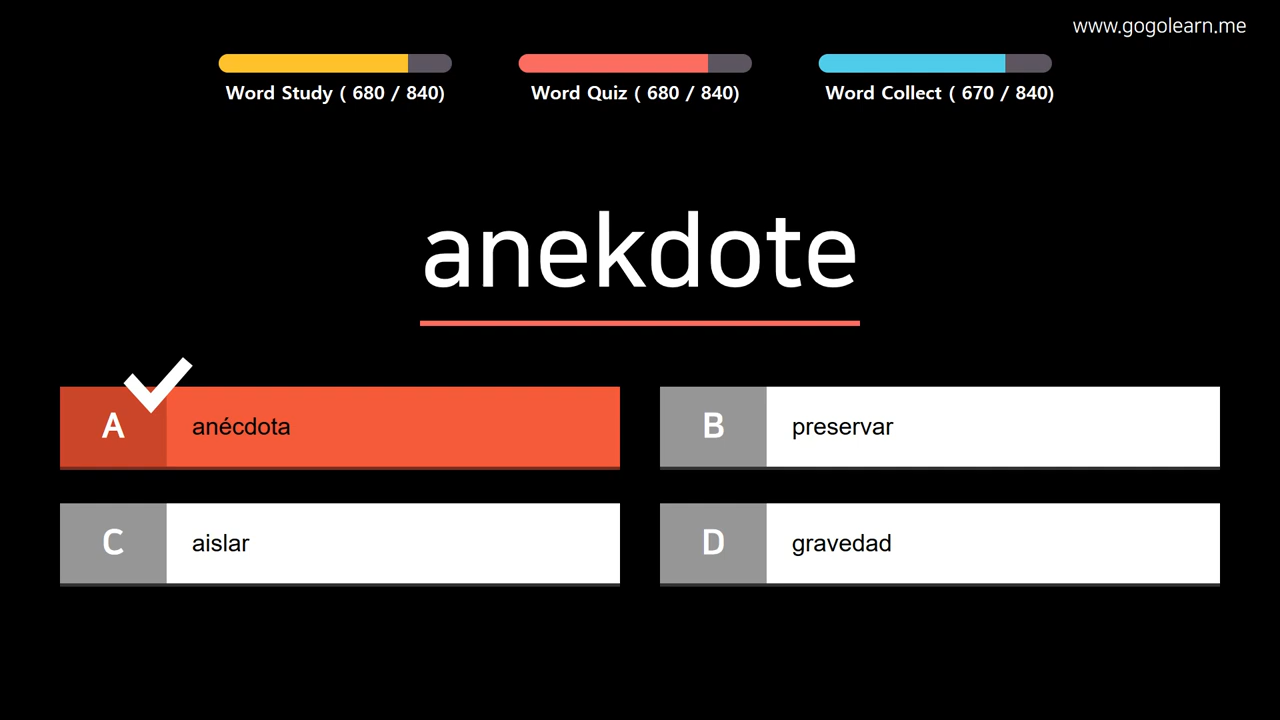 www.gogolearn.me
Word Study ( 680 / 840)
Word Quiz ( 680 / 840)
Word Collect ( 670 / 840)
anekdote
A anécdota
B preservar
C aislar
D gravedad